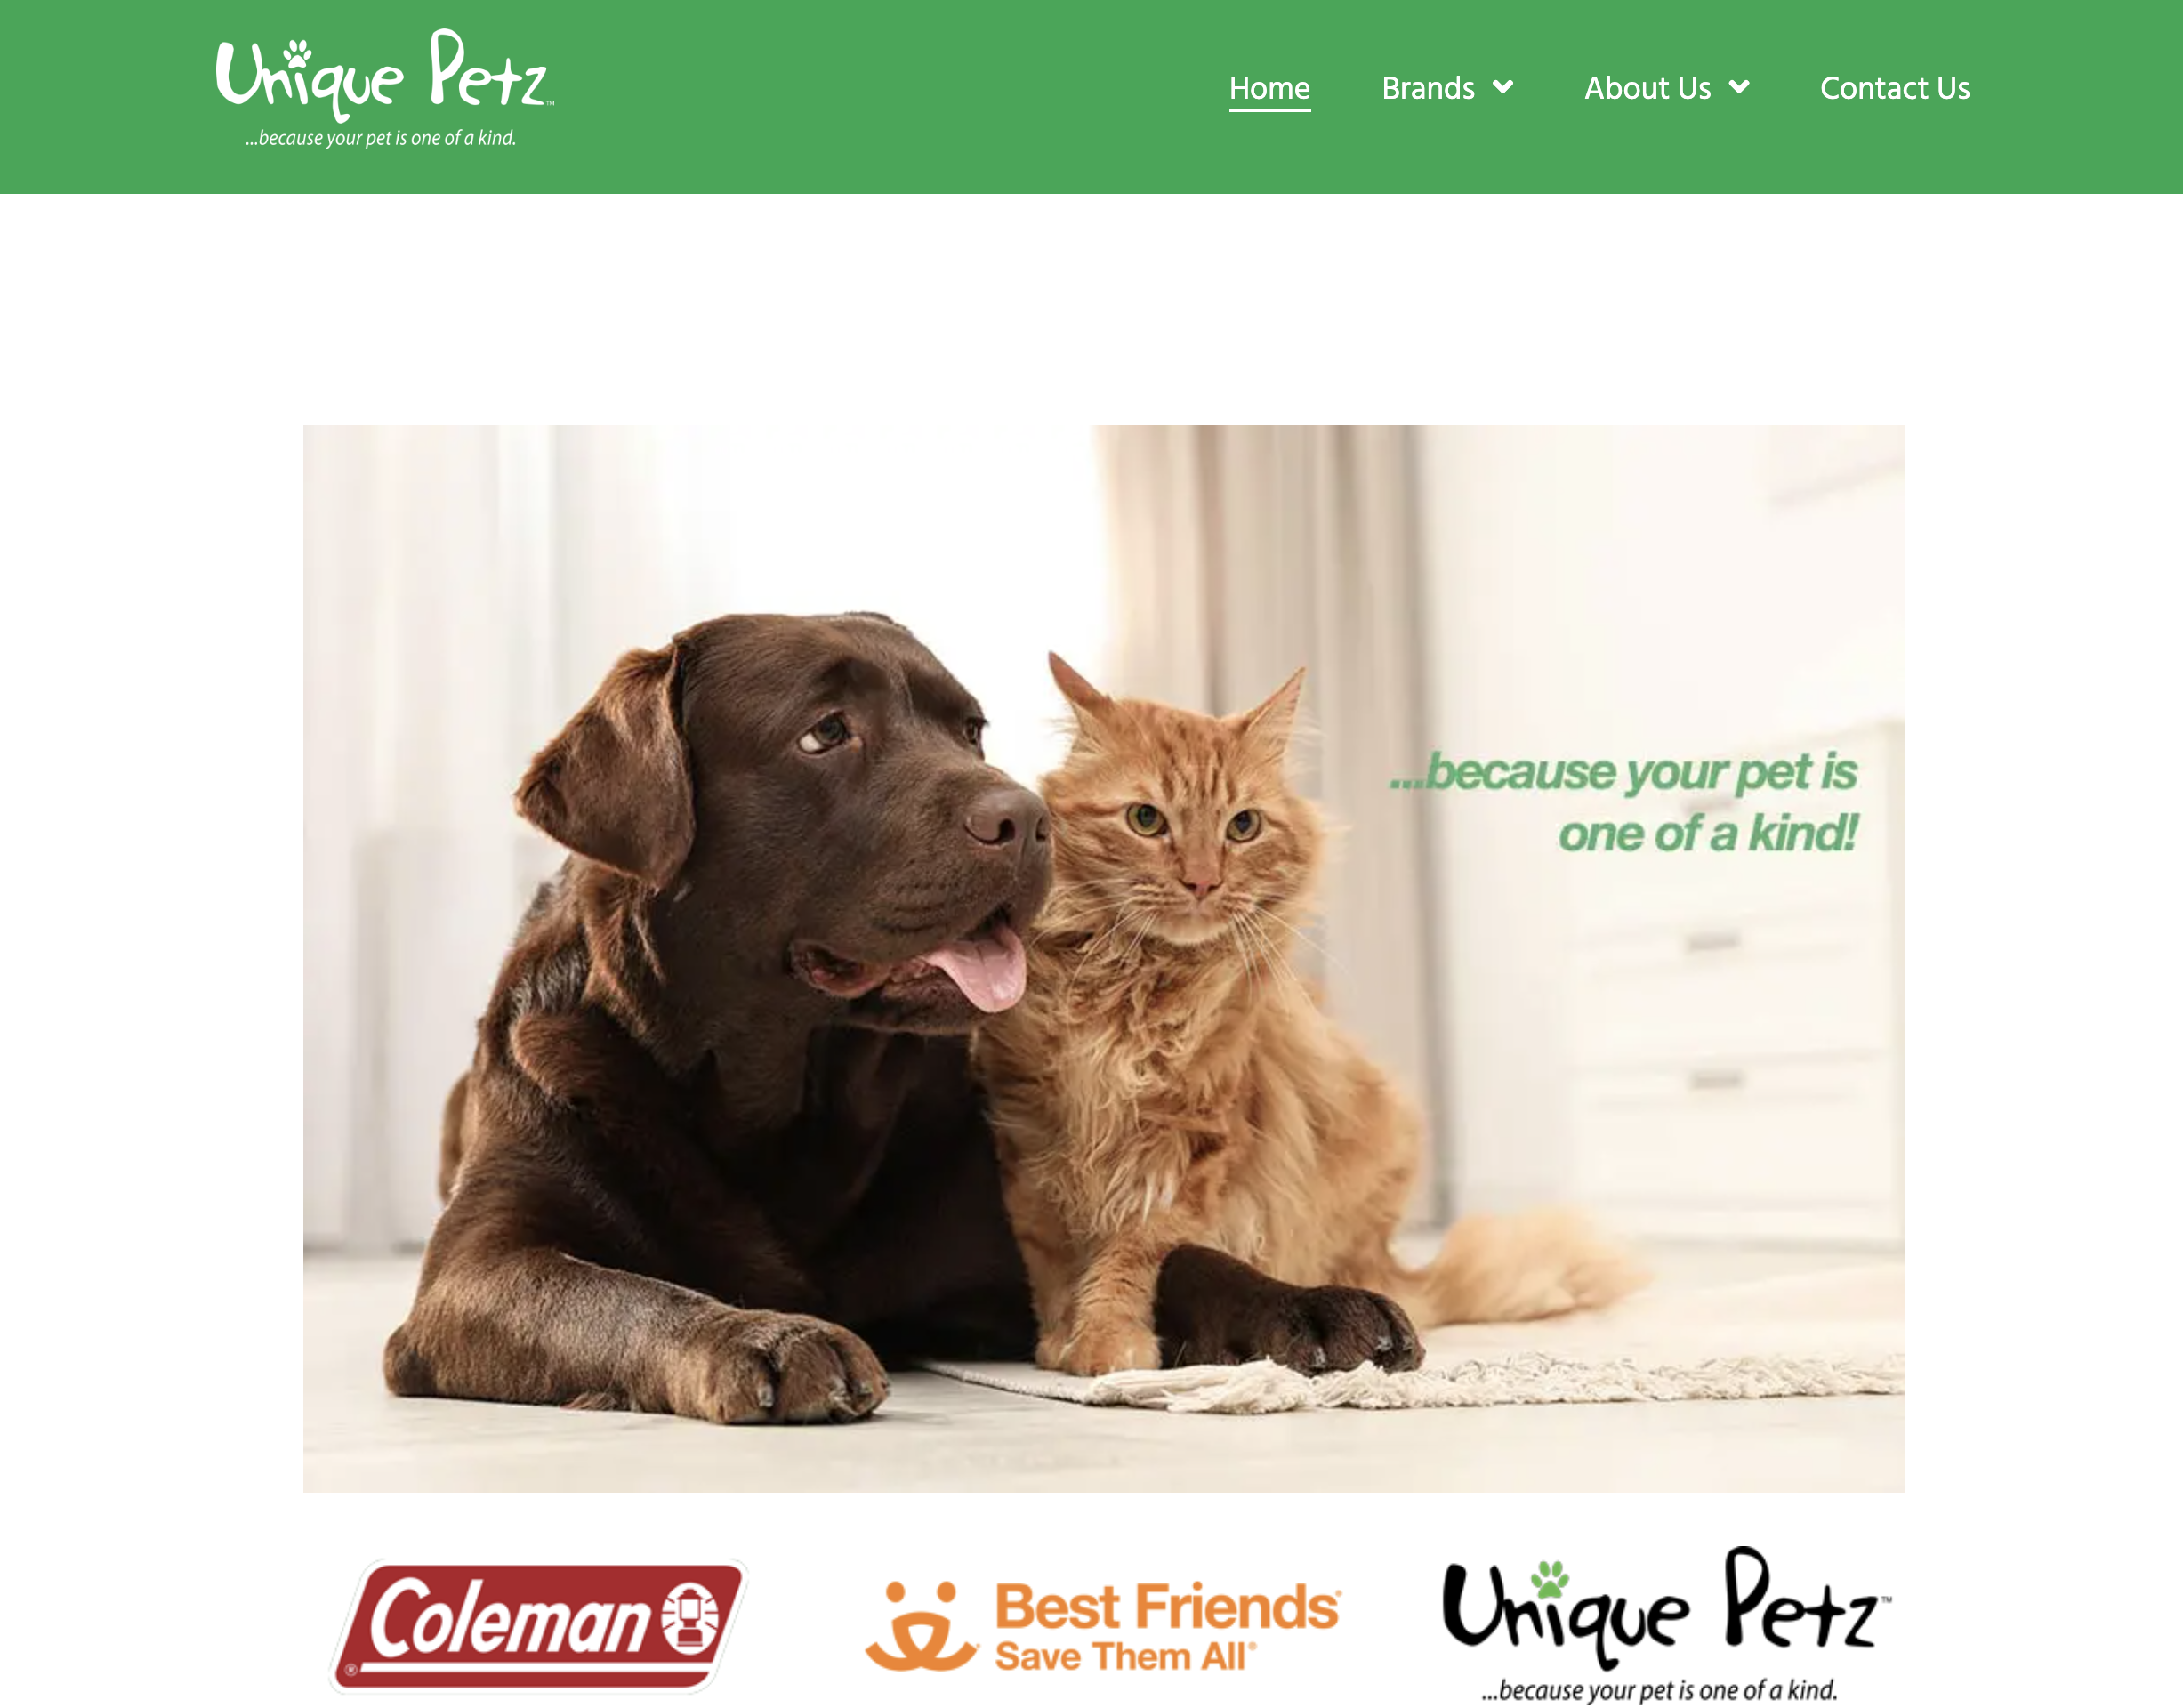 Unique Petz™
...because your pet is one of a kind.
Home Brands About Us Contact Us
...because your pet is
one of a kind!
Coleman
®
Best Friends®
Save Them All®
Unique Petz™
...because your pet is one of a kind.